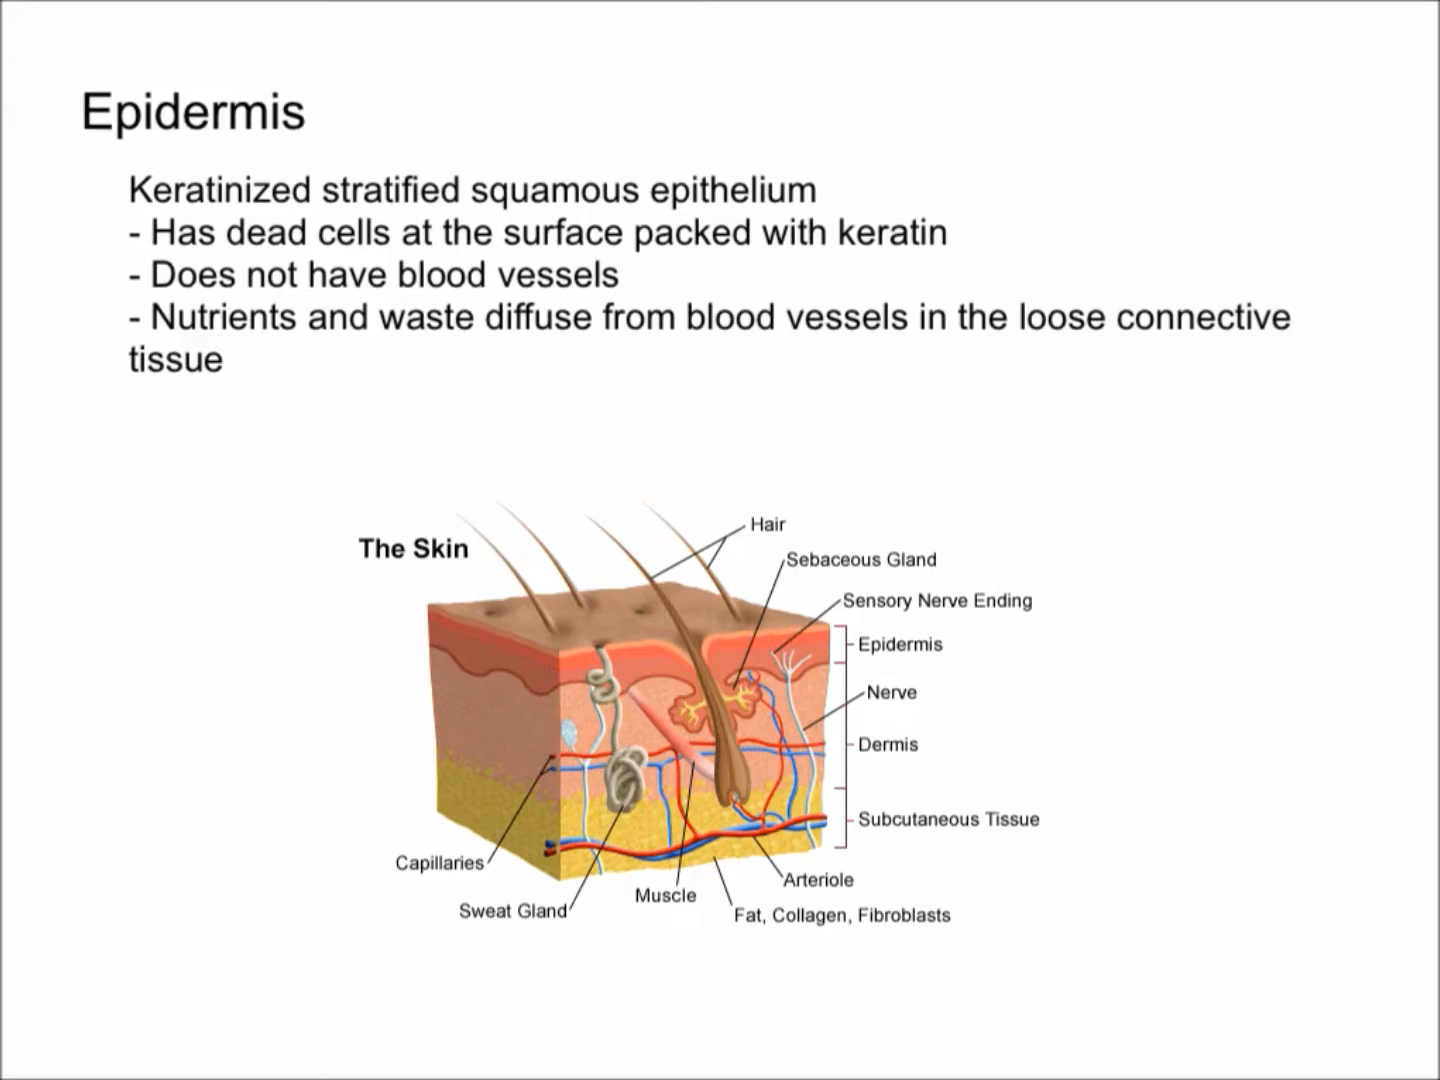 Epidermis
Keratinized stratified squamous epithelium
- Has dead cells at the surface packed with keratin
- Does not have blood vessels
- Nutrients and waste diffuse from blood vessels in the loose connective
tissue
The Skin
Hair
Sebaceous Gland
Sensory Nerve Ending
Epidermis
Nerve
Dermis
Subcutaneous Tissue
Capillaries
Arteriole
Muscle
Sweat Gland
Fat, Collagen, Fibroblasts